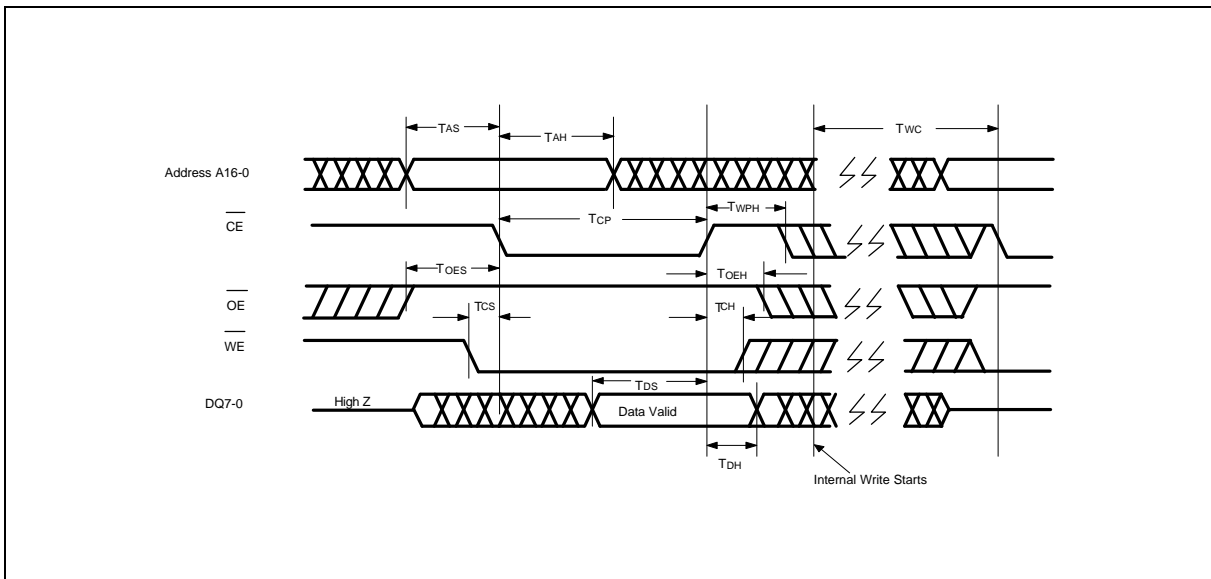 TAS
TAH
TWC
Address A16-0
TCP
TWPH
CE
TOES
TOEH
OE
TCS
TCH
WE
TDS
DQ7-0
High Z
Data Valid
TDH
Internal Write Starts